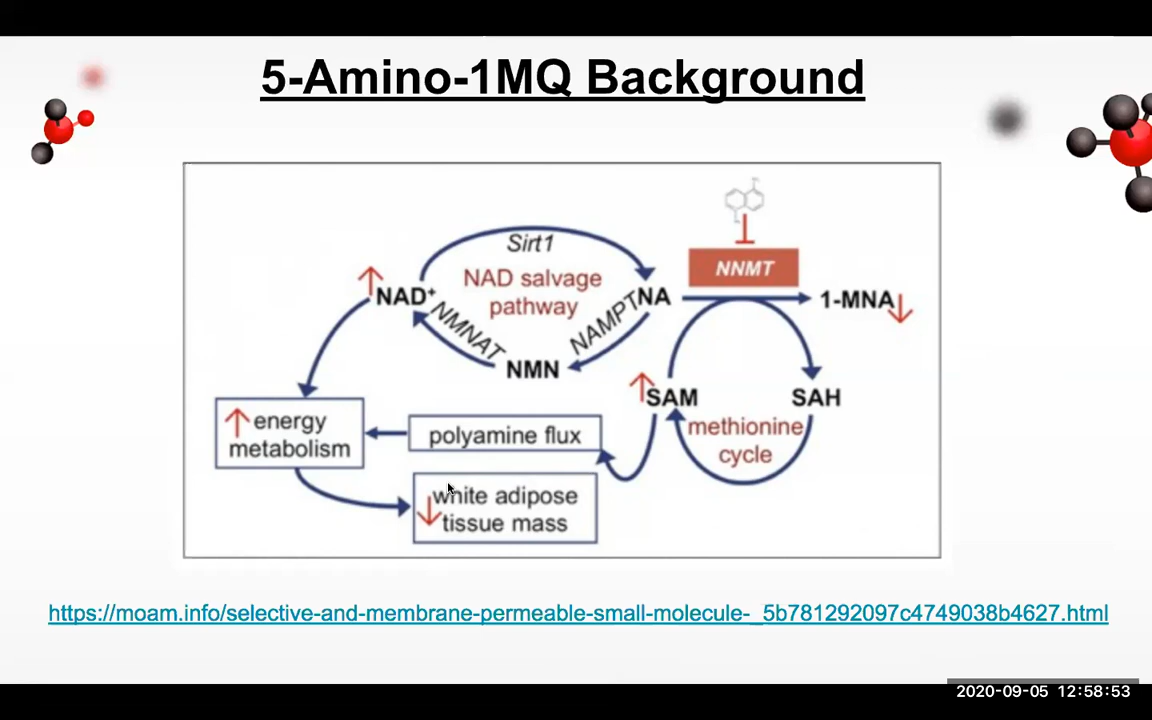 5-Amino-1MQ Background
Sirt1
NAD salvage
pathway
NAD+
NMNAT
NAMPT
NA
NMN
NNMT
1-MNA
SAM
SAH
methionine
cycle
energy
metabolism
polyamine flux
white adipose
tissue mass
https://moam.info/selective-and-membrane-permeable-small-molecule-_5b781292097c4749038b4627.html
2020-09-05 12:58:53